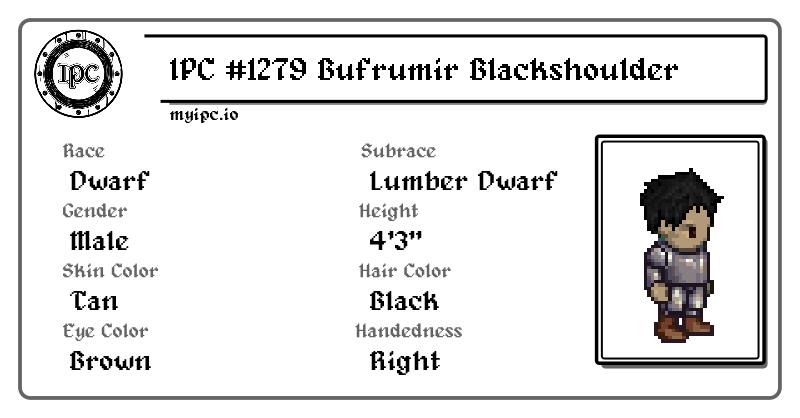 IPC
IPC #1279 Bufrumir Blackshoulder
myipc.io
Race
Subrace
Dwarf
Lumber Dwarf
Gender
Height
Male
4'3"
Skin Color
Hair Color
Tan
Black
Eye Color
Handedness
Brown
Right